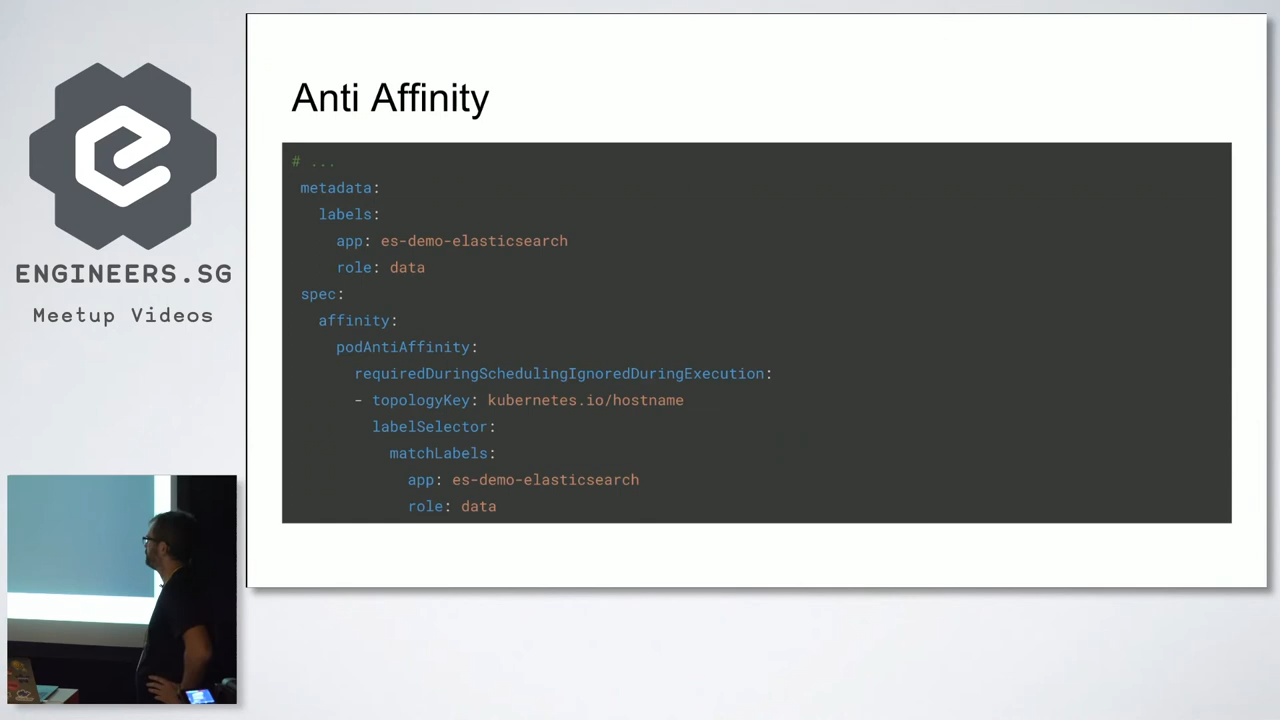 ENGINEERS.SG
Meetup Videos
Anti Affinity
# ...
metadata:
labels:
app: es-demo-elasticsearch
role: data
spec:
affinity:
podAntiAffinity:
requiredDuringSchedulingIgnoredDuringExecution:
- topologyKey: kubernetes.io/hostname
labelSelector:
matchLabels:
app: es-demo-elasticsearch
role: data